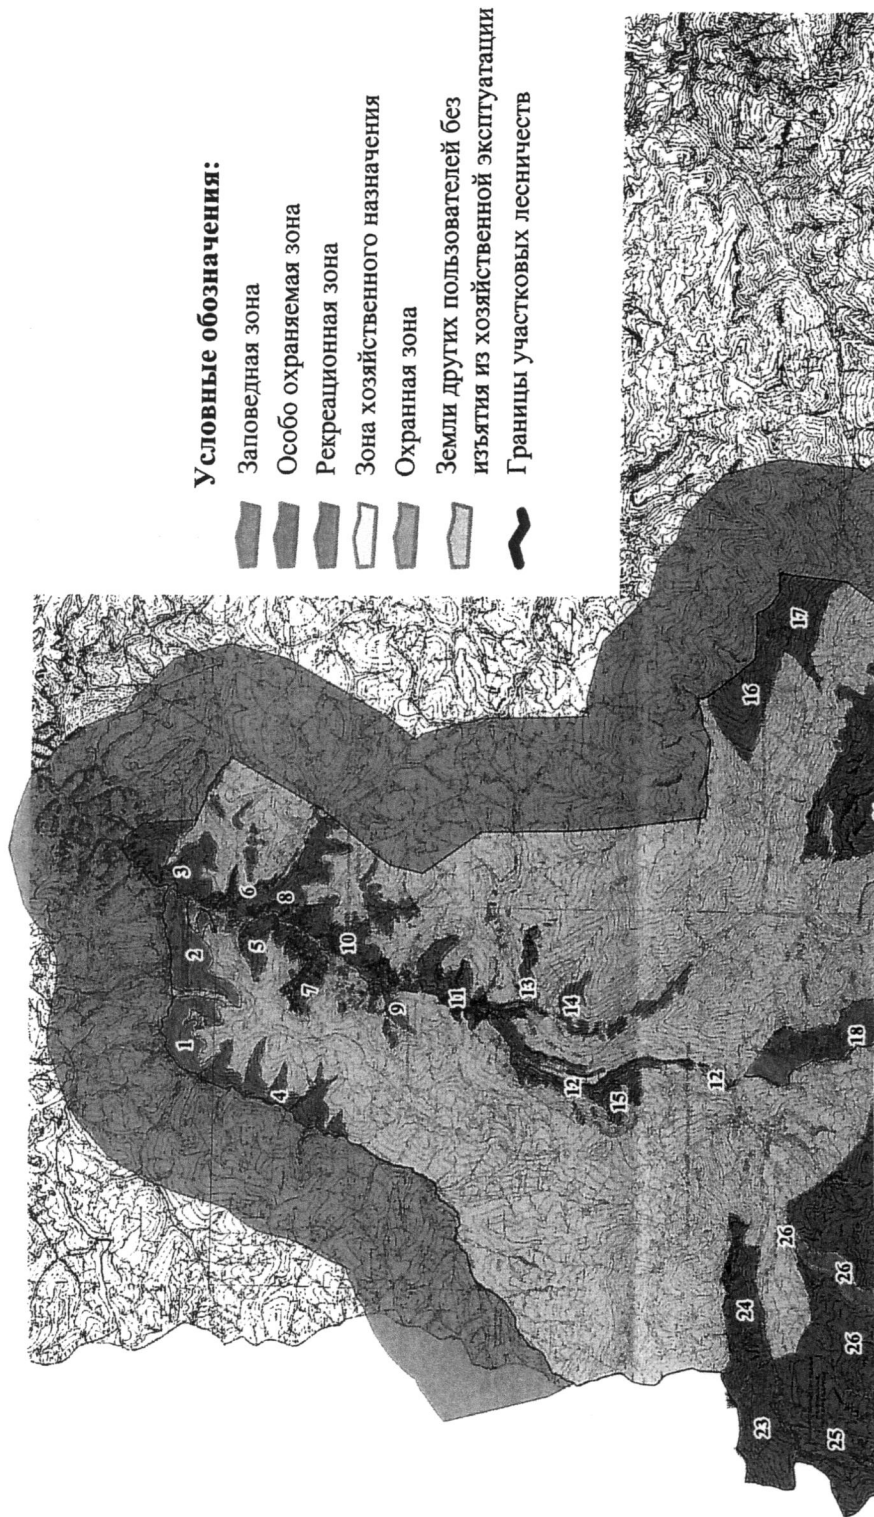 Условные обозначения:
Заповедная зона
Особо охраняемая зона
Рекреационная зона
Зона хозяйственного назначения
Охранная зона
Земли других пользователей без
изъятия из хозяйственной эксптуатации
Границы участковых лесничеств
1
2
3
4
5
6
7
8
9
10
11
12
13
14
15
12
16
17
18
23
24
25
26
26
26